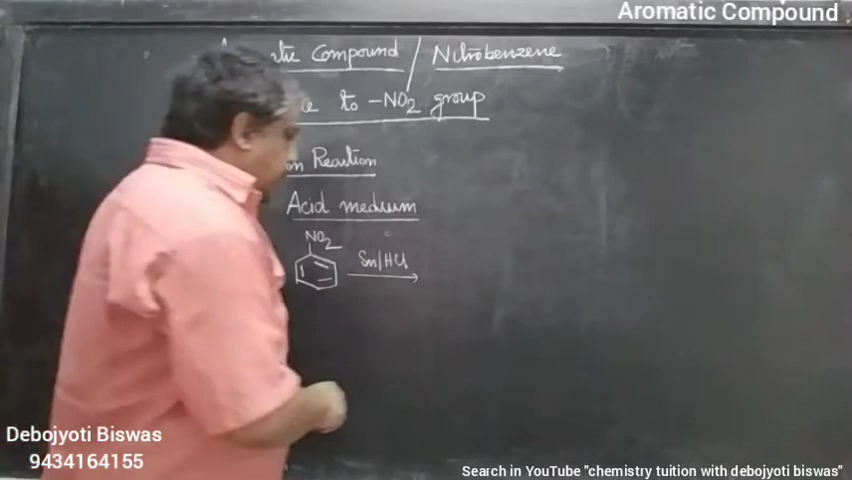 Aromatic Compound
Compound / Nitrobenzene
to -NO2 group
on Reaction
Acid medium
NO2
Sn/HCl
Debojyoti Biswas
9434164155
Search in YouTube "chemistry tuition with debojyoti biswas"